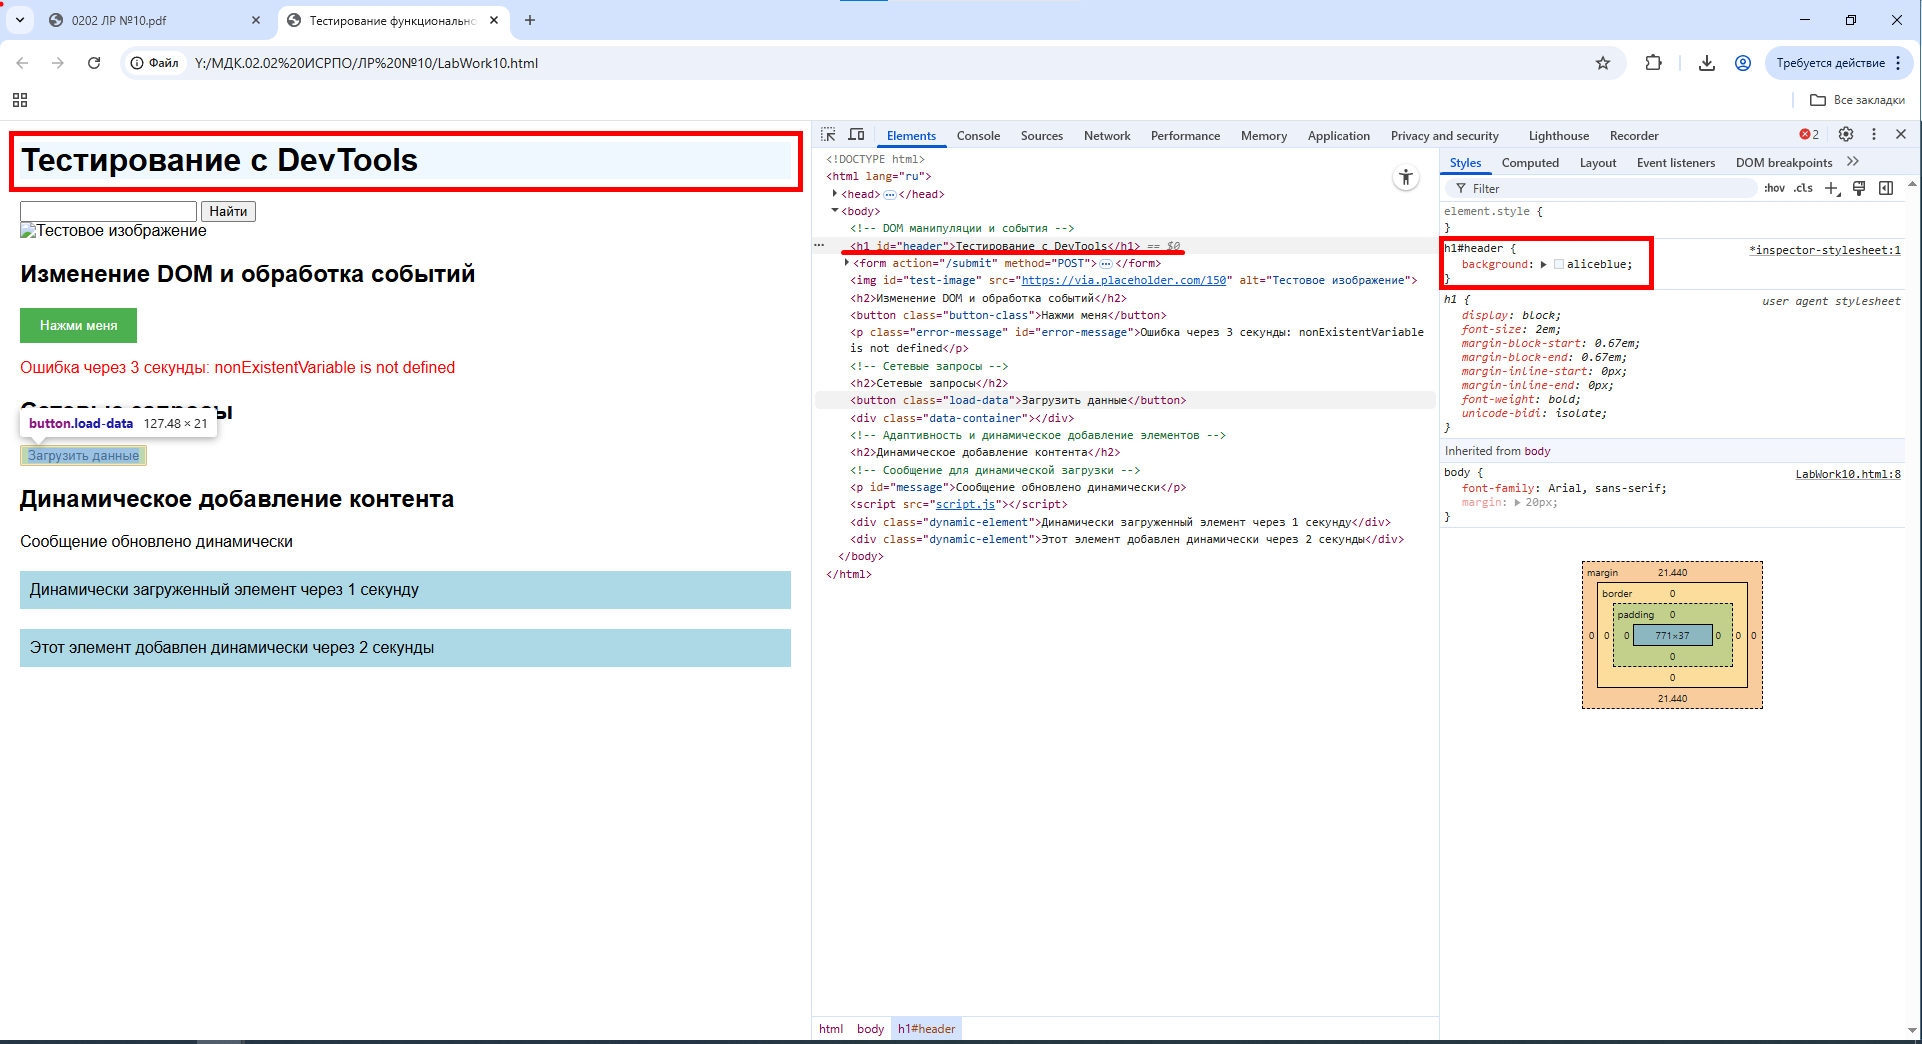 0202 ЛР №10.pdf
Тестирование функционально
Файл
Y:/МДК.02.02%20ИСРПО/ЛР%20№10/LabWork10.html
Требуется действие
Все закладки
Тестирование с DevTools
Найти
Тестовое изображение
Изменение DOM и обработка событий
Нажми меня
Ошибка через 3 секунды: nonExistentVariable is not defined
button.load-data 127.48 × 21
Загрузить данные
Динамическое добавление контента
Сообщение обновлено динамически
Динамически загруженный элемент через 1 секунду
Этот элемент добавлен динамически через 2 секунды
Elements Console Sources Network Performance Memory Application Privacy and security Lighthouse Recorder 2
<!DOCTYPE html>
<html lang="ru">
<head> ··· </head>
<body>
<!-- DOM манипуляции и события -->
··· <h1 id="header">Тестирование с DevTools</h1> == $0
<form action="/submit" method="POST"> ··· </form>
<img id="test-image" src="https://via.placeholder.com/150" alt="Тестовое изображение">
<h2>Изменение DOM и обработка событий</h2>
<button class="button-class">Нажми меня</button>
<p class="error-message" id="error-message">Ошибка через 3 секунды: nonExistentVariable
is not defined</p>
<!-- Сетевые запросы -->
<h2>Сетевые запросы</h2>
<button class="load-data">Загрузить данные</button>
<div class="data-container"></div>
<!-- Адаптивность и динамическое добавление элементов -->
<h2>Динамическое добавление контента</h2>
<!-- Сообщение для динамической загрузки -->
<p id="message">Сообщение обновлено динамически</p>
<script src="script.js"></script>
<div class="dynamic-element">Динамически загруженный элемент через 1 секунду</div>
<div class="dynamic-element">Этот элемент добавлен динамически через 2 секунды</div>
</body>
</html>
html body h1#header
Styles Computed Layout Event listeners DOM breakpoints
Filter :hov .cls
element.style {
}
h1#header { *inspector-stylesheet:1
background: aliceblue;
}
h1 { user agent stylesheet
display: block;
font-size: 2em;
margin-block-start: 0.67em;
margin-block-end: 0.67em;
margin-inline-start: 0px;
margin-inline-end: 0px;
font-weight: bold;
unicode-bidi: isolate;
}
Inherited from body
body { LabWork10.html:8
font-family: Arial, sans-serif;
margin: 20px;
}
margin 21.440
border 0
padding 0
0 0 0 771×37 0 0 0
0
0
21.440